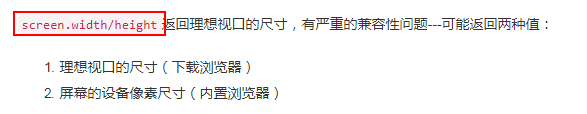 screen.width/height 返回理想视口的尺寸，有严重的兼容性问题---可能返回两种值：
1. 理想视口的尺寸（下载浏览器）
2. 屏幕的设备像素尺寸（内置浏览器）